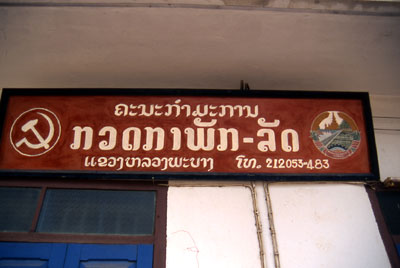 ຄະນະກຳມະການ
ກວດກາພັກ-ລັດ
ແຂວງຫລວງພະບາງ ໂທ. 212053-483